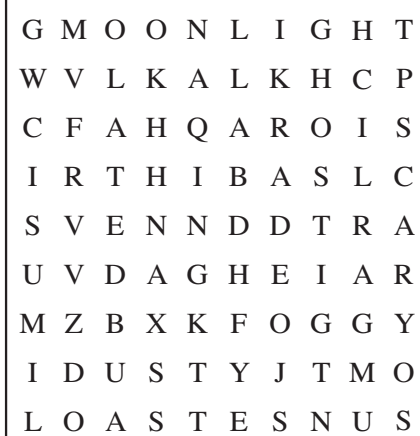 G M O O N L I G H T
W V L K A L K H C P
C F A H Q A R O I S
I R T H I B A S L C
S V E N N D D T R A
U V D A G H E I A R
M Z B X K F O G G Y
I D U S T Y J T M O
L O A S T E S N U S